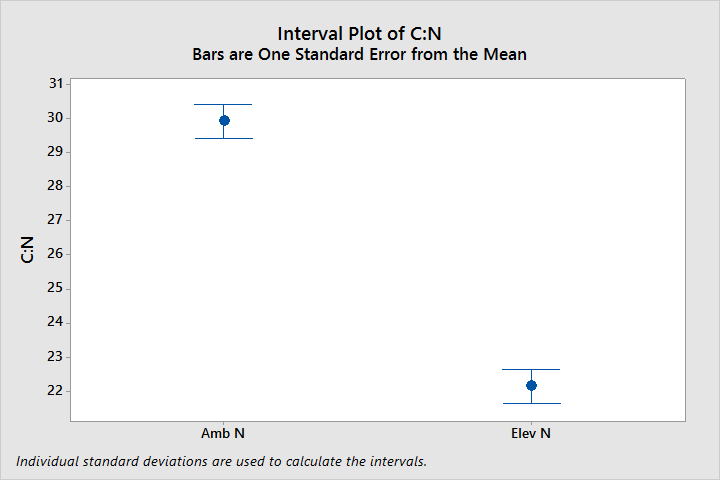 Interval Plot of C:N
Bars are One Standard Error from the Mean
31
30
29
28
27
26
25
24
23
22
C:N
Amb N
Elev N
Individual standard deviations are used to calculate the intervals.